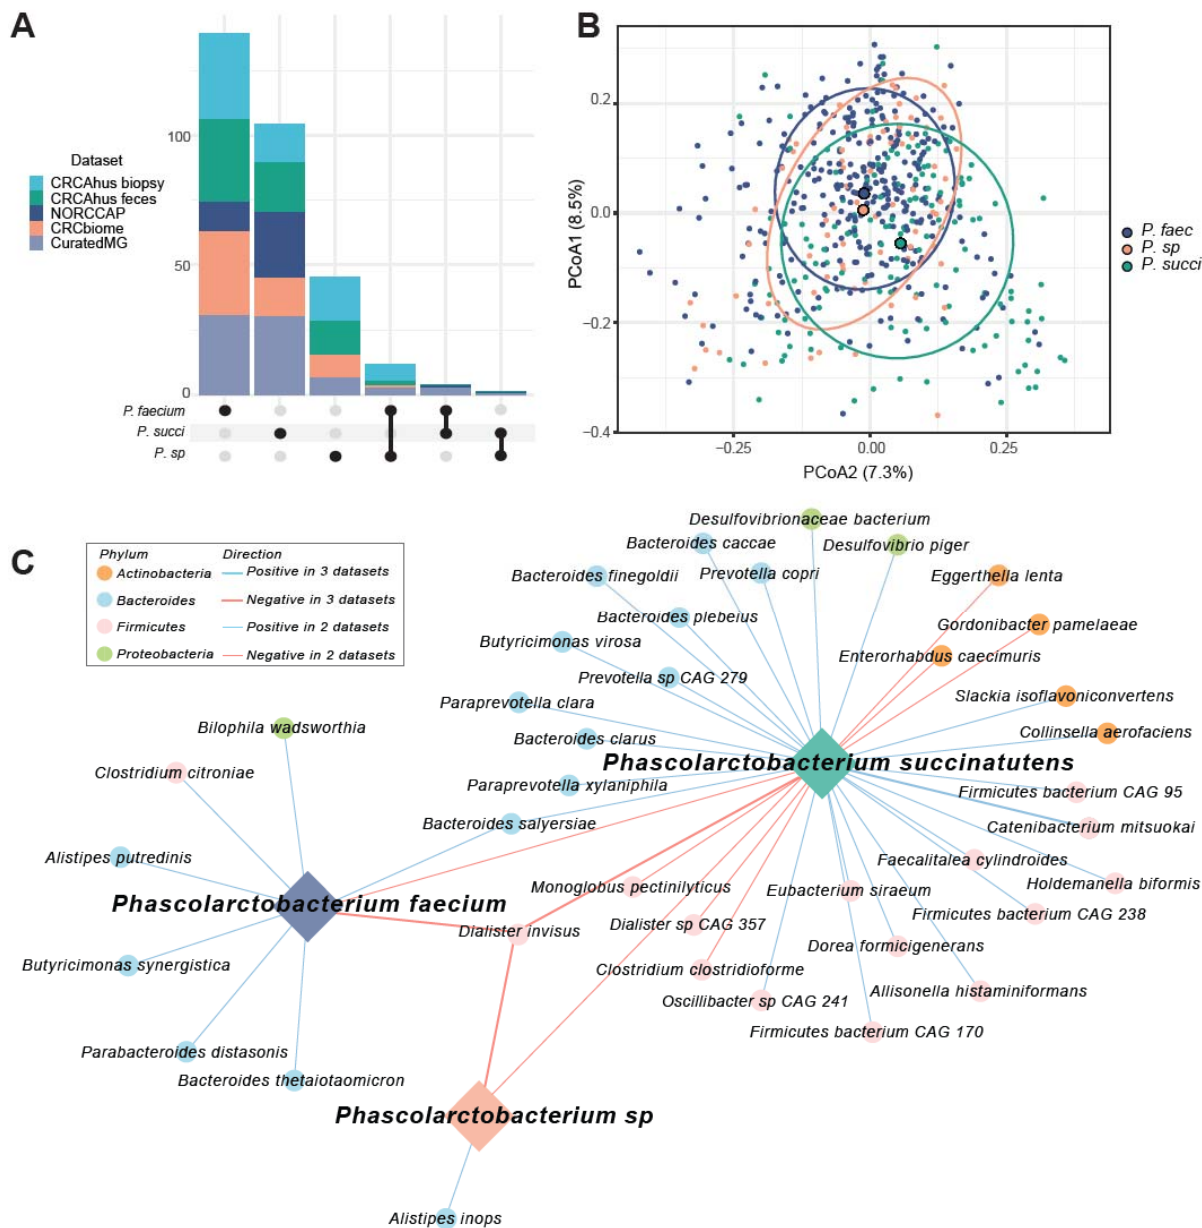 A
100
50
0
Dataset
CRCAhus biopsy
CRCAhus feces
NORCCAP
CRCbiome
CuratedMG
P. faecium
P. succi
P. sp
B
0.2
0.0
−0.2
−0.4
PCoA1 (8.5%)
−0.25
0.00
0.25
PCoA2 (7.3%)
P. faec
P. sp
P. succi
C
Phylum
Direction
Actinobacteria
Positive in 3 datasets
Bacteroides
Negative in 3 datasets
Firmicutes
Positive in 2 datasets
Proteobacteria
Negative in 2 datasets
Desulfovibrionaceae bacterium
Bacteroides caccae
Desulfovibrio piger
Bacteroides finegoldii
Prevotella copri
Eggerthella lenta
Bacteroides plebeius
Gordonibacter pamelaeae
Butyricimonas virosa
Enterorhabdus caecimuris
Prevotella sp CAG 279
Slackia isoflavoniconvertens
Paraprevotella clara
Bilophila wadsworthia
Bacteroides clarus
Collinsella aerofaciens
Phascolarctobacterium succinatutens
Clostridium citroniae
Paraprevotella xylaniphila
Firmicutes bacterium CAG 95
Bacteroides salyersiae
Catenibacterium mitsuokai
Alistipes putredinis
Faecalitalea cylindroides
Monoglobus pectinilyticus
Eubacterium siraeum
Holdemanella biformis
Phascolarctobacterium faecium
Firmicutes bacterium CAG 238
Dialister sp CAG 357
Dialister invisus
Dorea formicigenerans
Butyricimonas synergistica
Clostridium clostridioforme
Allisonella histaminiformans
Oscillibacter sp CAG 241
Firmicutes bacterium CAG 170
Parabacteroides distasonis
Bacteroides thetaiotaomicron
Phascolarctobacterium sp
Alistipes inops